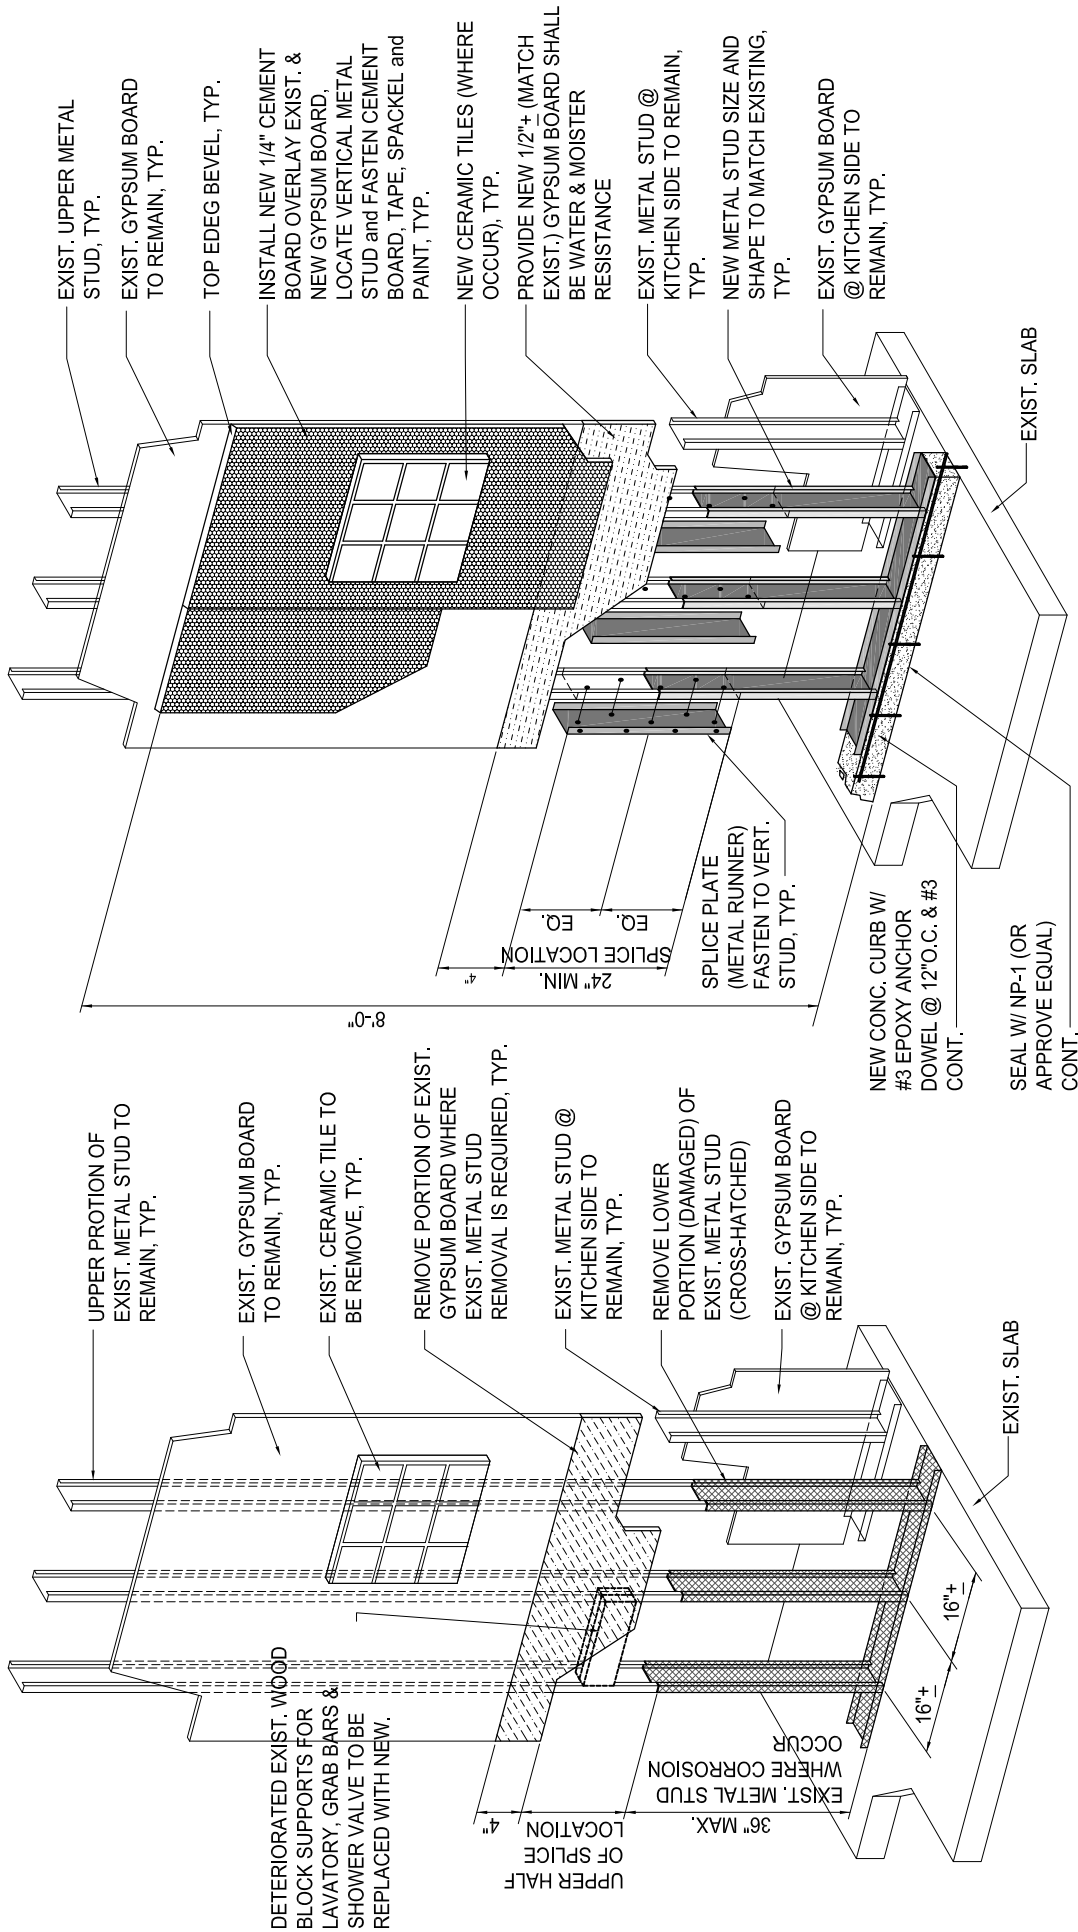 UPPER PROTION OF
EXIST. METAL STUD TO
REMAIN, TYP.
EXIST. GYPSUM BOARD
TO REMAIN, TYP.
EXIST. CERAMIC TILE TO
BE REMOVE, TYP.
REMOVE PORTION OF EXIST.
GYPSUM BOARD WHERE
EXIST. METAL STUD
REMOVAL IS REQUIRED, TYP.
EXIST. METAL STUD @
KITCHEN SIDE TO
REMAIN, TYP.
REMOVE LOWER
PORTION (DAMAGED) OF
EXIST. METAL STUD
(CROSS-HATCHED)
EXIST. GYPSUM BOARD
@ KITCHEN SIDE TO
REMAIN, TYP.
EXIST. SLAB
DETERIORATED EXIST. WOOD
BLOCK SUPPORTS FOR
LAVATORY, GRAB BARS &
SHOWER VALVE TO BE
REPLACED WITH NEW.
4"
UPPER HALF
OF SPLICE
LOCATION
36" MAX.
EXIST. METAL STUD
WHERE CORROSION
OCCUR
16"±
16"±
EXIST. UPPER METAL
STUD, TYP.
EXIST. GYPSUM BOARD
TO REMAIN, TYP.
TOP EDEG BEVEL, TYP.
INSTALL NEW 1/4" CEMENT
BOARD OVERLAY EXIST. &
NEW GYPSUM BOARD,
LOCATE VERTICAL METAL
STUD and FASTEN CEMENT
BOARD, TAPE, SPACKEL and
PAINT, TYP.
NEW CERAMIC TILES (WHERE
OCCUR), TYP.
PROVIDE NEW 1/2"± (MATCH
EXIST.) GYPSUM BOARD SHALL
BE WATER & MOISTER
RESISTANCE
EXIST. METAL STUD @
KITCHEN SIDE TO REMAIN,
TYP.
NEW METAL STUD SIZE AND
SHAPE TO MATCH EXISTING,
TYP.
EXIST. GYPSUM BOARD
@ KITCHEN SIDE TO
REMAIN, TYP.
EXIST. SLAB
8'-0"
4"
24" MIN.
SPLICE LOCATION
EQ.
EQ.
SPLICE PLATE
(METAL RUNNER)
FASTEN TO VERT.
STUD, TYP.
NEW CONC. CURB W/
#3 EPOXY ANCHOR
DOWEL @ 12"O.C. & #3
CONT.
SEAL W/ NP-1 (OR
APPROVE EQUAL)
CONT.